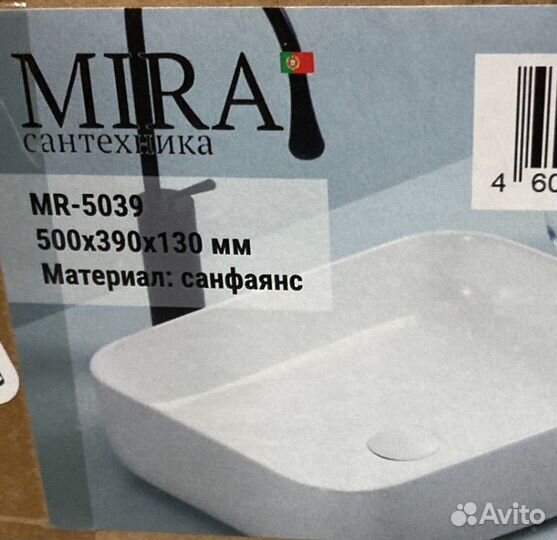 MIRA
сантехника
MR-5039
500x390x130 мм
Материал: санфаянс
4 60
Avito